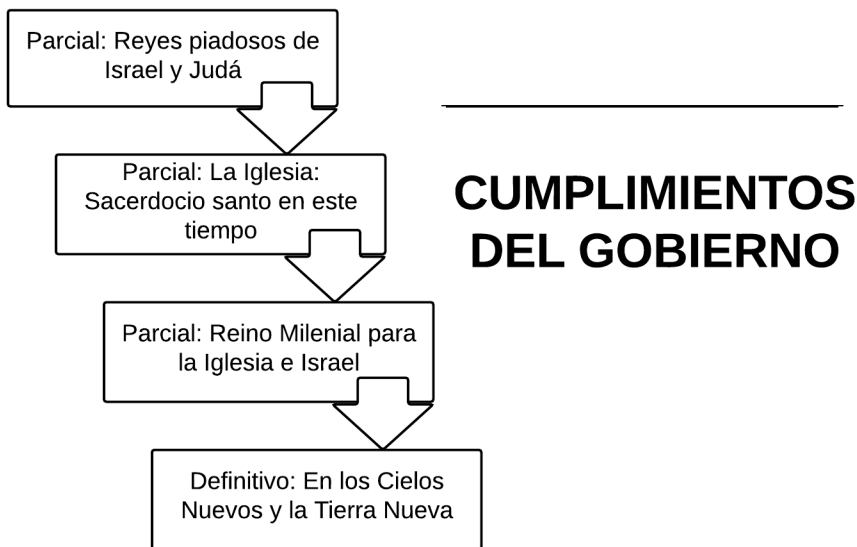 Parcial: Reyes piadosos de
Israel y Judá
Parcial: La Iglesia:
Sacerdocio santo en este
tiempo
CUMPLIMIENTOS
DEL GOBIERNO
Parcial: Reino Milenial para
la Iglesia e Israel
Definitivo: En los Cielos
Nuevos y la Tierra Nueva